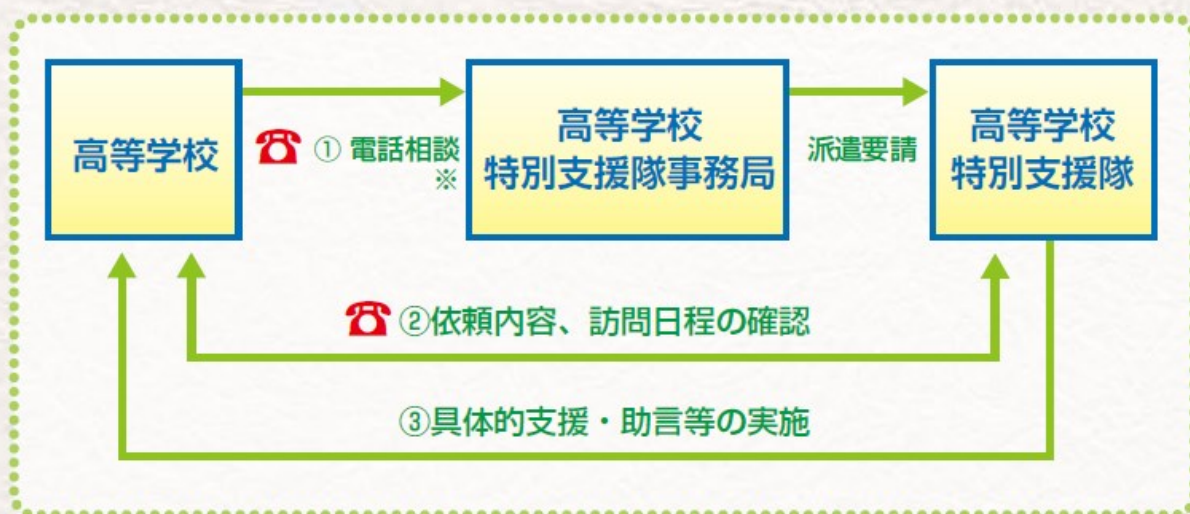 高等学校
① 電話相談
※
高等学校
特別支援隊事務局
派遣要請
高等学校
特別支援隊
②依頼内容、訪問日程の確認
③具体的支援・助言等の実施